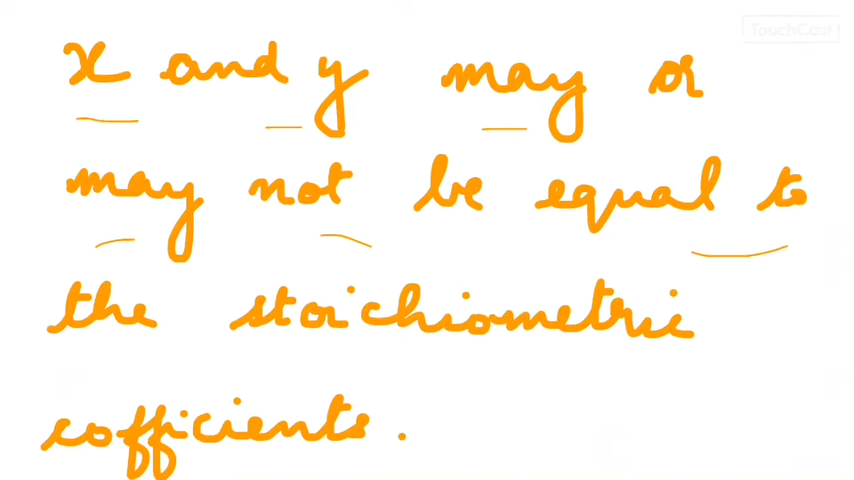 TouchCast
x and y may or
may not be equal to
the stoichiometric
cofficients.